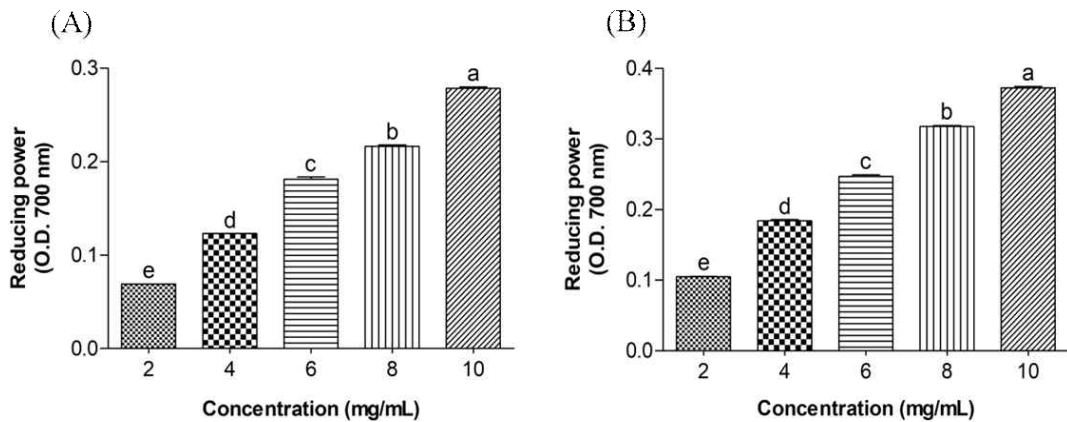 (A)
Reducing power
(O.D. 700 nm)
0.3
0.2
0.1
0.0
e
d
c
b
a
2 4 6 8 10
Concentration (mg/mL)
(B)
Reducing power
(O.D. 700 nm)
0.4
0.3
0.2
0.1
0.0
e
d
c
b
a
2 4 6 8 10
Concentration (mg/mL)